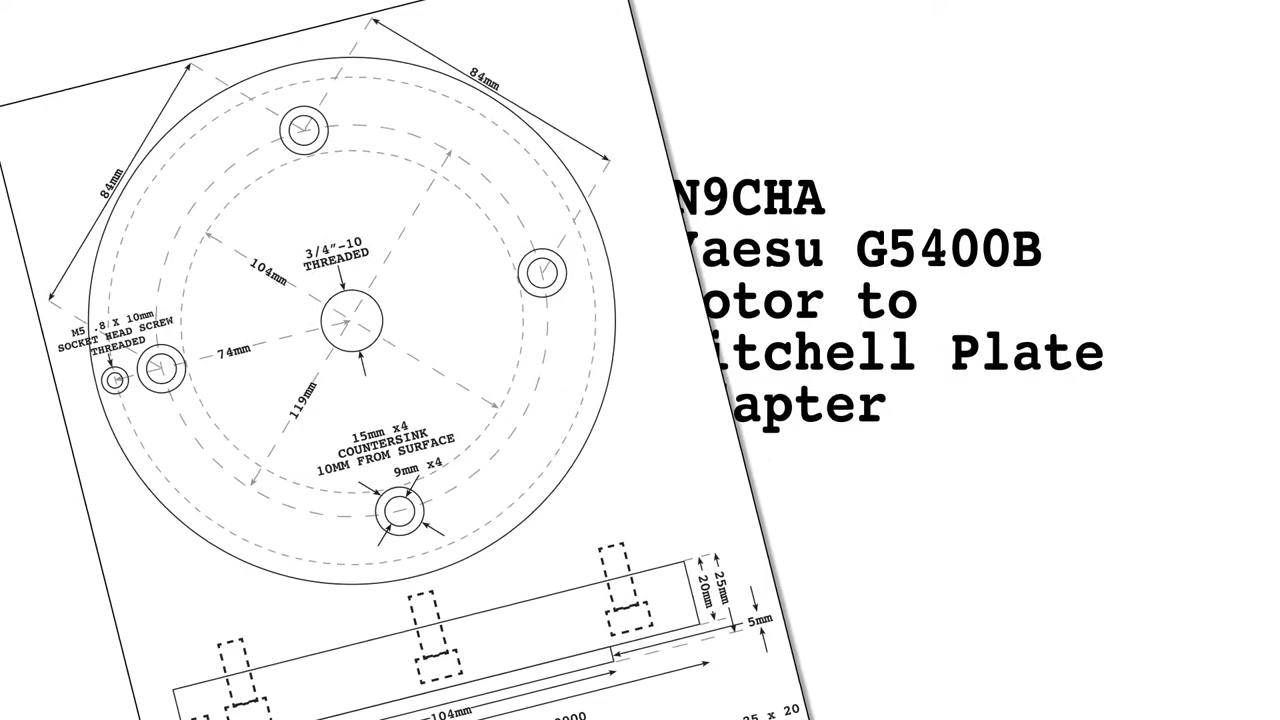 84mm
84mm
3/4"-10
THREADED
104mm
M5 .8 X 10mm
SOCKET HEAD SCREW
THREADED
74mm
119mm
15mm x4
COUNTERSINK
10MM FROM SURFACE
9mm x4
20mm
25mm
5mm
104mm
25 x 20
N9CHA
Yaesu G5400B
otor to
itchell Plate
apter